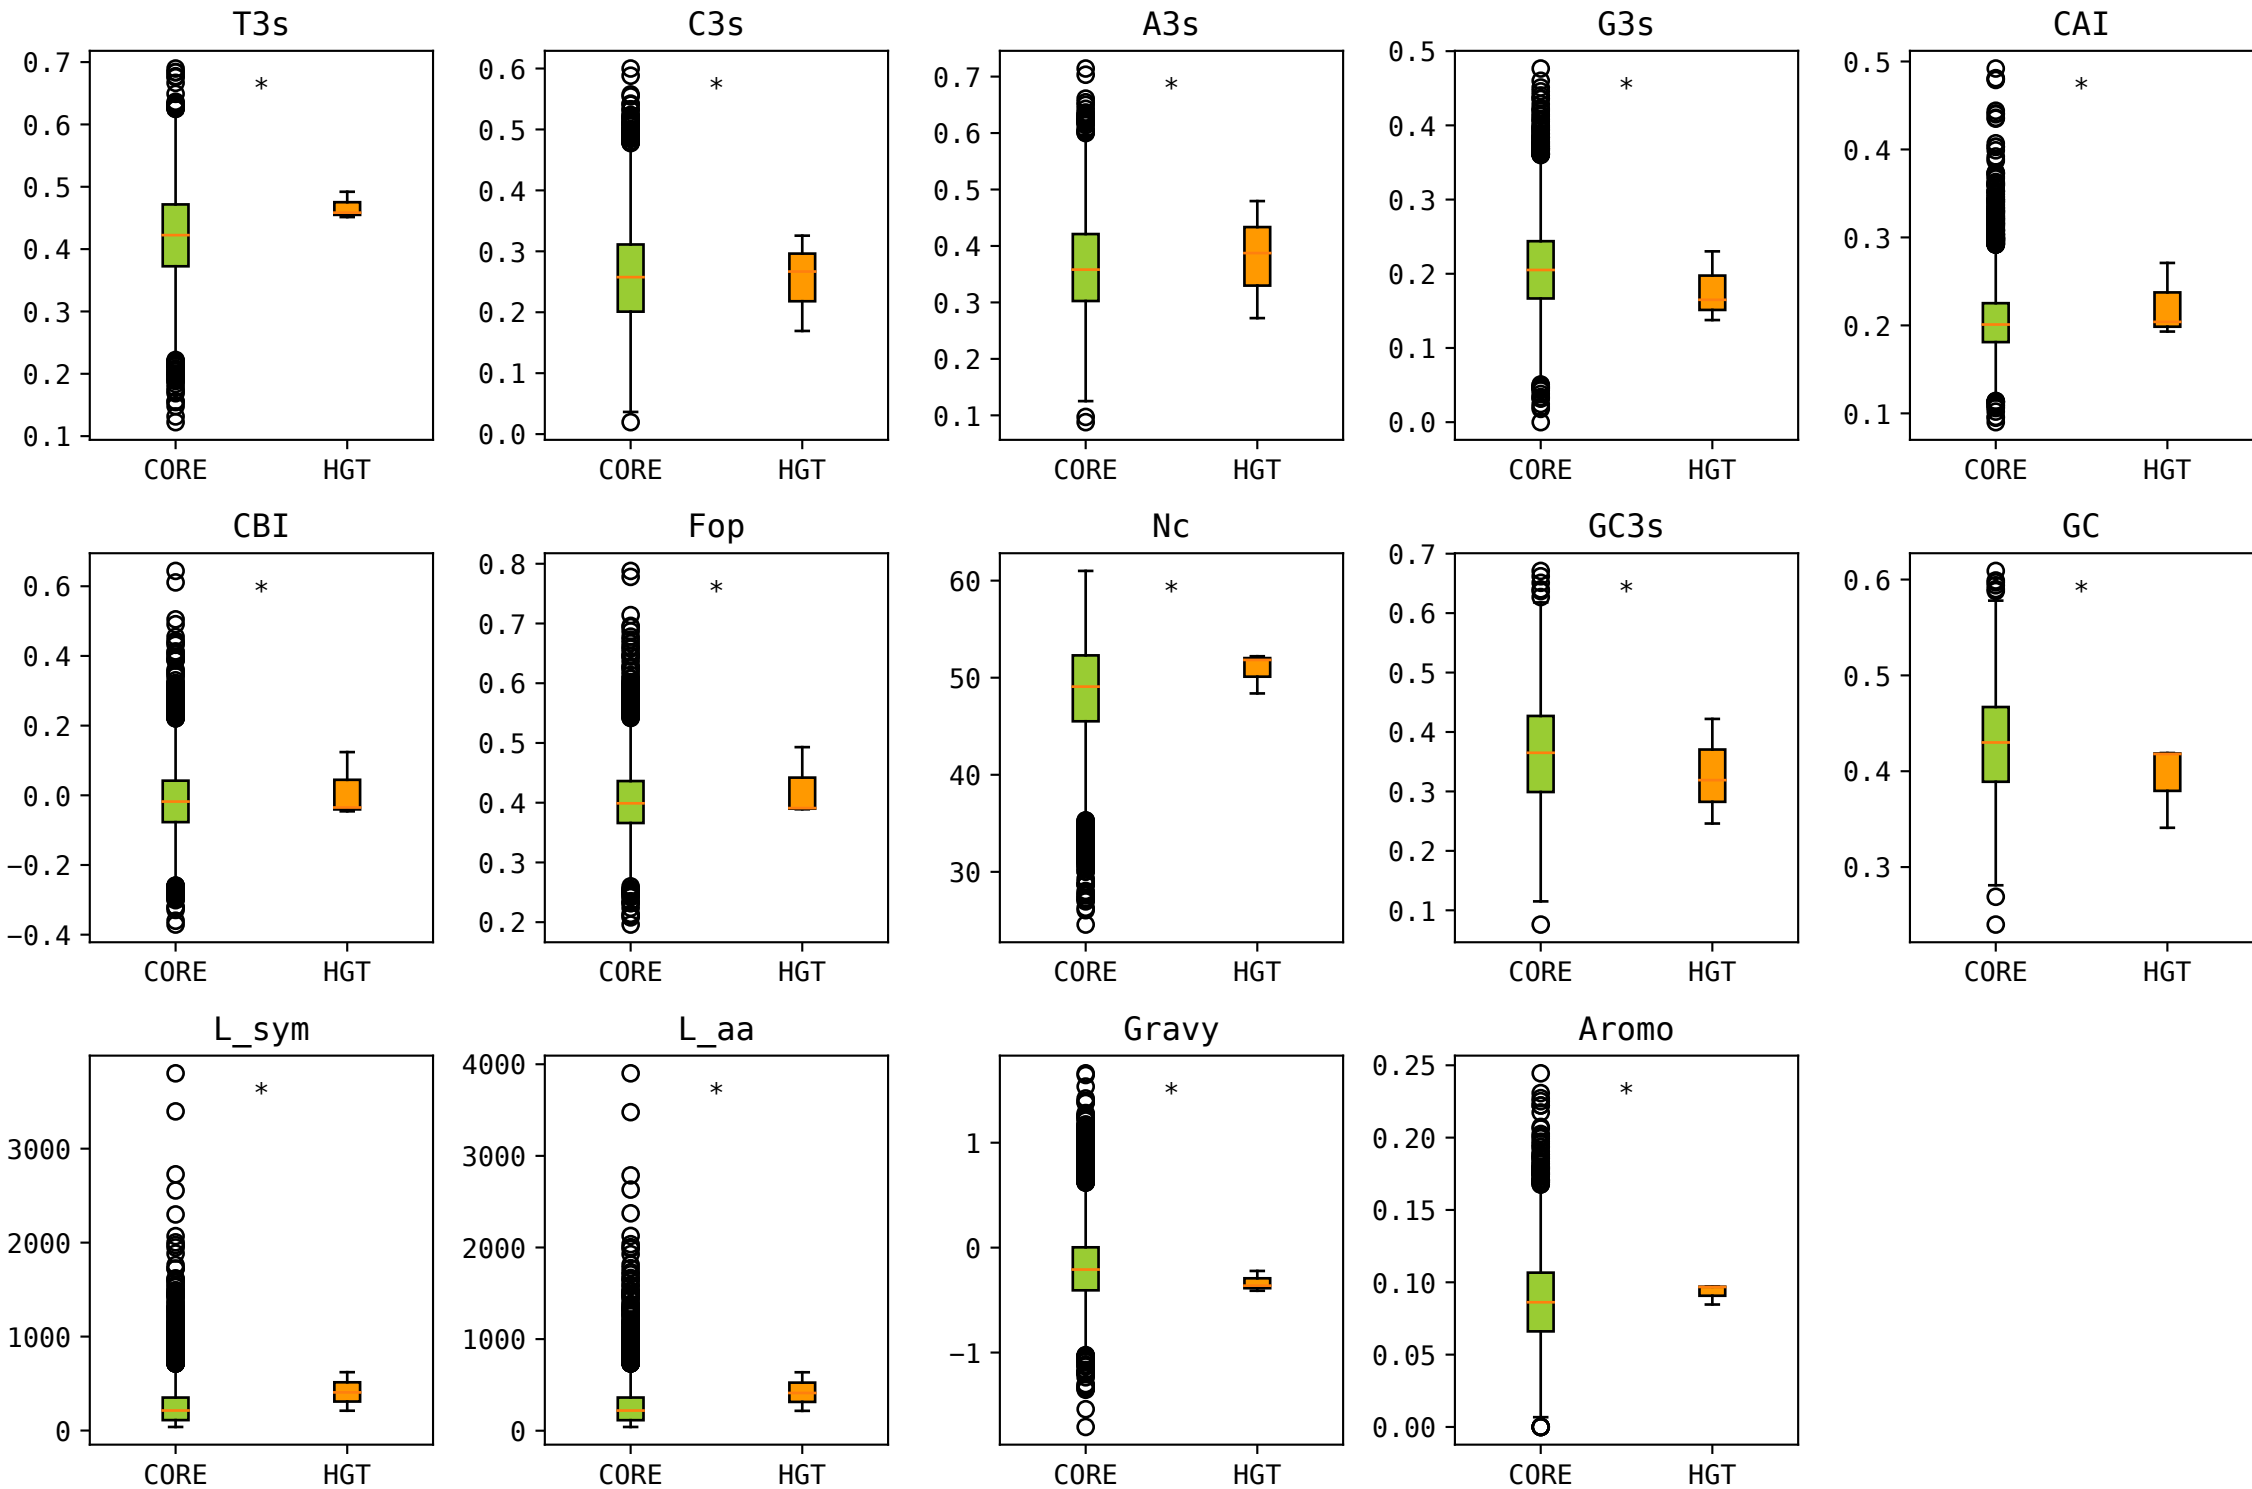 T3s C3s A3s G3s CAI
0.7 0.6 0.5 0.4 0.3 0.2 0.1
*
CORE HGT
0.6 0.5 0.4 0.3 0.2 0.1 0.0
*
CORE HGT
0.7 0.6 0.5 0.4 0.3 0.2 0.1
*
CORE HGT
0.5 0.4 0.3 0.2 0.1 0.0
*
CORE HGT
0.5 0.4 0.3 0.2 0.1
*
CORE HGT
CBI Fop Nc GC3s GC
0.6 0.4 0.2 0.0 −0.2 −0.4
*
CORE HGT
0.8 0.7 0.6 0.5 0.4 0.3 0.2
*
CORE HGT
60 50 40 30
*
CORE HGT
0.7 0.6 0.5 0.4 0.3 0.2 0.1
*
CORE HGT
0.6 0.5 0.4 0.3
*
CORE HGT
L_sym L_aa Gravy Aromo
3000 2000 1000 0
*
CORE HGT
4000 3000 2000 1000 0
*
CORE HGT
1 0 −1
*
CORE HGT
0.25 0.20 0.15 0.10 0.05 0.00
*
CORE HGT